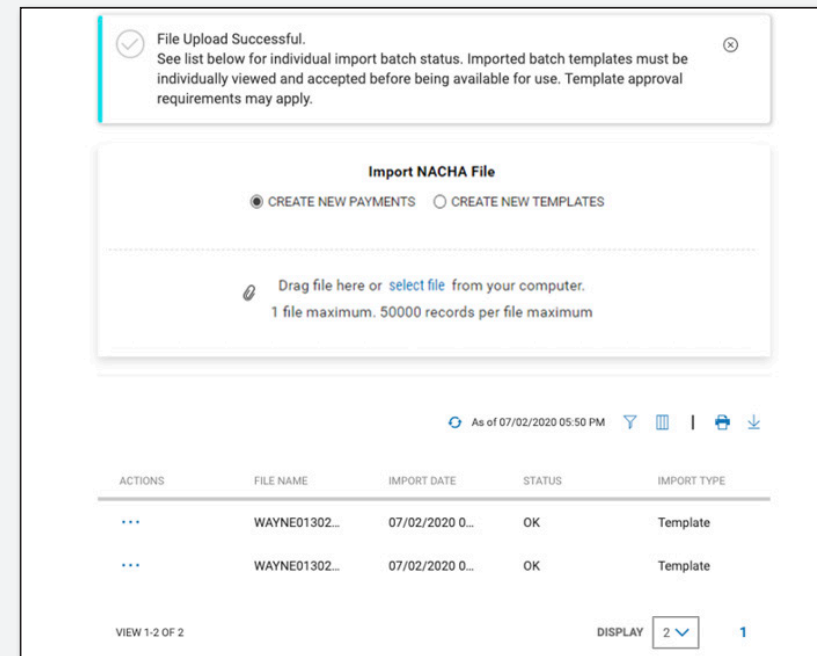 File Upload Successful.
See list below for individual import batch status. Imported batch templates must be
individually viewed and accepted before being available for use. Template approval
requirements may apply.
Import NACHA File
CREATE NEW PAYMENTS CREATE NEW TEMPLATES
Drag file here or select file from your computer.
1 file maximum. 50000 records per file maximum
As of 07/02/2020 05:50 PM
ACTIONS FILE NAME IMPORT DATE STATUS IMPORT TYPE
... WAYNE01302... 07/02/2020 0... OK Template
... WAYNE01302... 07/02/2020 0... OK Template
VIEW 1-2 OF 2 DISPLAY 2 1